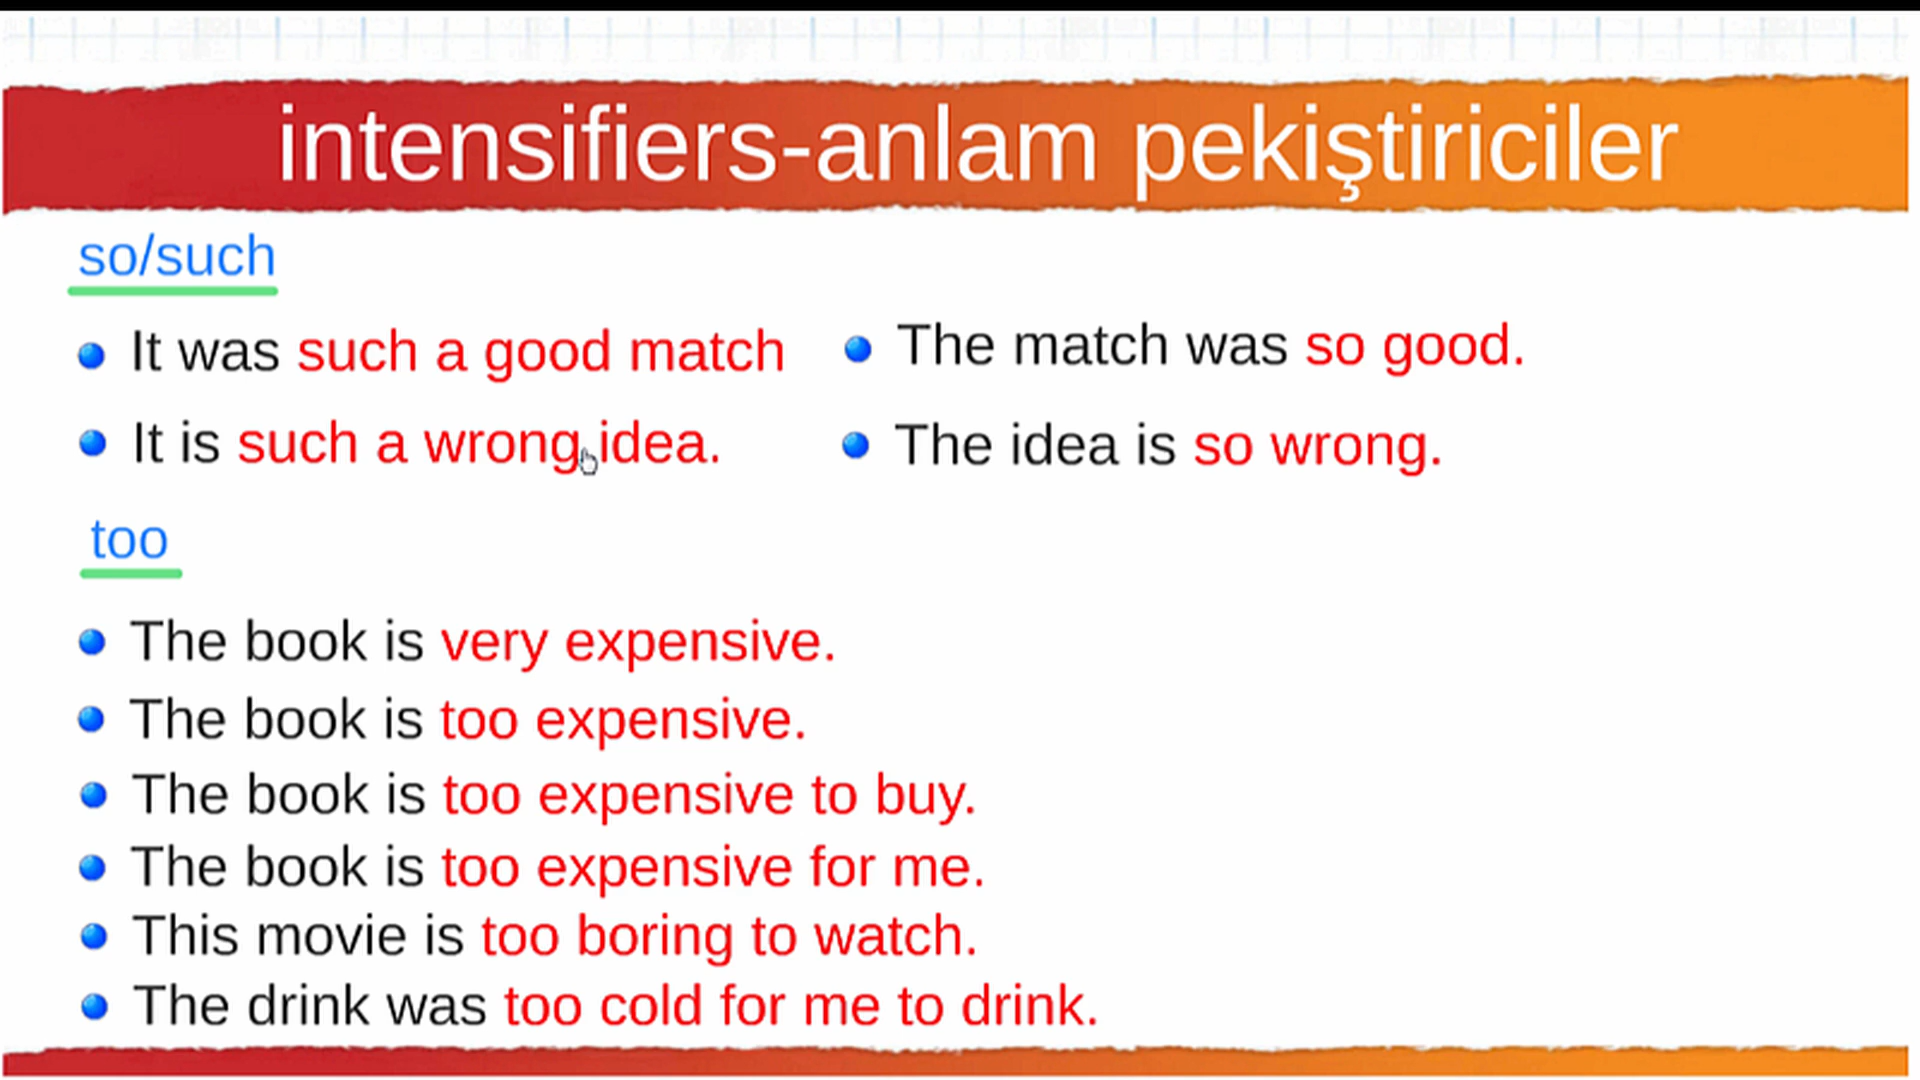 intensifiers-anlam pekiştiriciler
so/such
It was such a good match
The match was so good.
It is such a wrong idea.
The idea is so wrong.
too
The book is very expensive.
The book is too expensive.
The book is too expensive to buy.
The book is too expensive for me.
This movie is too boring to watch.
The drink was too cold for me to drink.